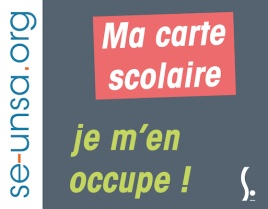 se-unsa.org
Ma carte
scolaire
je m'en
occupe !